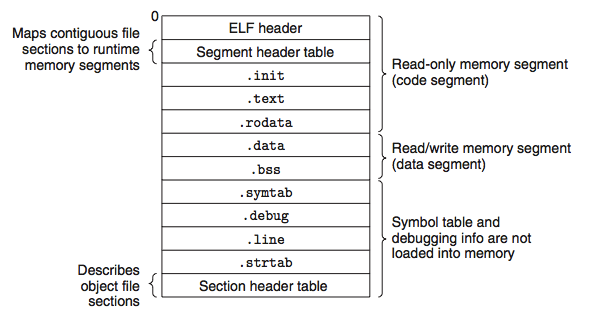 0
ELF header
Maps contiguous file
sections to runtime
memory segments
Segment header table
.init
.text
.rodata
Read-only memory segment
(code segment)
.data
.bss
Read/write memory segment
(data segment)
.symtab
.debug
.line
.strtab
Symbol table and
debugging info are not
loaded into memory
Describes
object file
sections
Section header table